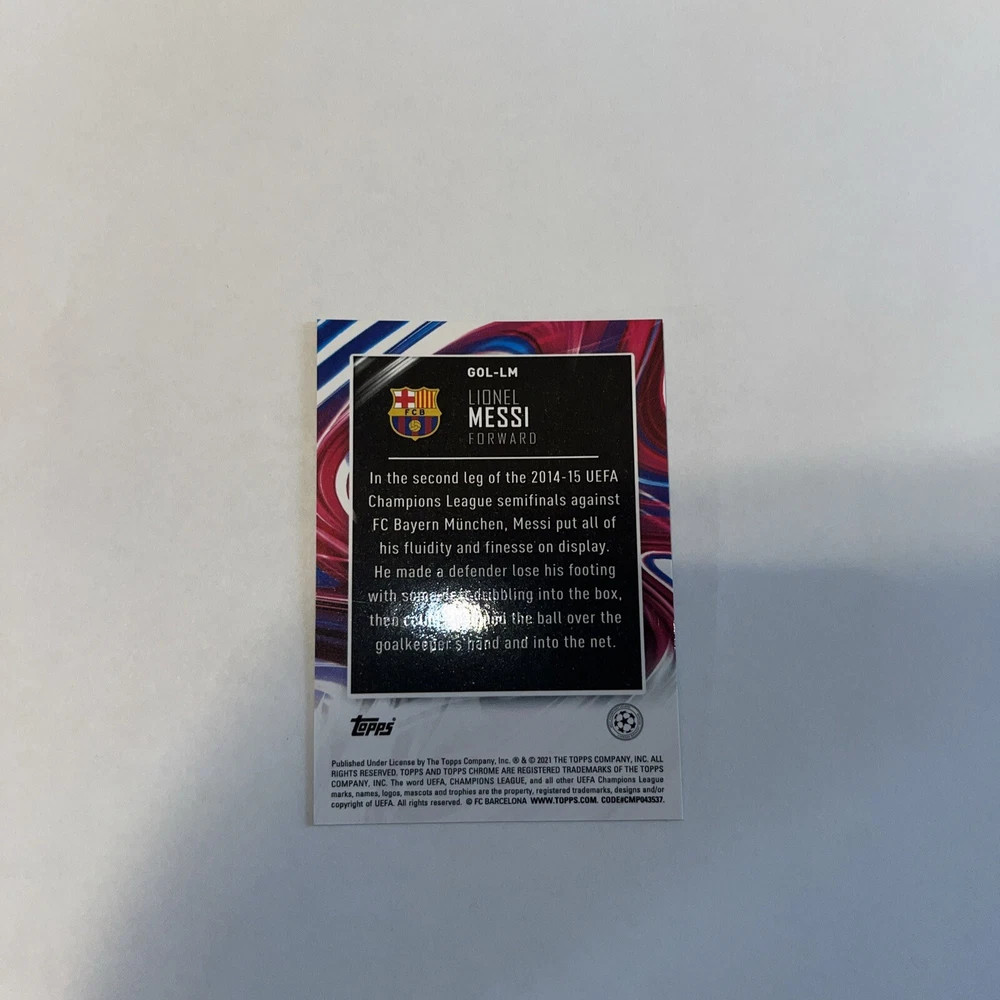 GOL-LM
FCB
LIONEL
MESSI
FORWARD
In the second leg of the 2014-15 UEFA
Champions League semifinals against
FC Bayern München, Messi put all of
his fluidity and finesse on display.
He made a defender lose his footing
with some deft dribbling into the box,
then the ball over the
goalkeeper's hand and into the net.
Topps®
Published Under License by The Topps Company, Inc. ® & © 2021 THE TOPPS COMPANY, INC. ALL
RIGHTS RESERVED. TOPPS AND TOPPS CHROME ARE REGISTERED TRADEMARKS OF THE TOPPS
COMPANY, INC. The word UEFA, CHAMPIONS LEAGUE, and all other UEFA Champions League
marks, names, logos, mascots and trophies are the property, registered trademarks, designs and/or
copyright of UEFA. All rights reserved. © FC BARCELONA WWW.TOPPS.COM. CODE#CMP043537.